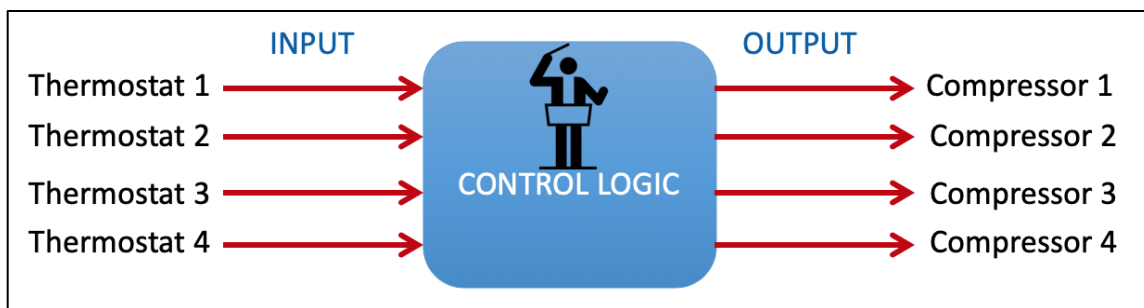 INPUT
OUTPUT
Thermostat 1
Compressor 1
Thermostat 2
Compressor 2
Thermostat 3
CONTROL LOGIC
Compressor 3
Thermostat 4
Compressor 4